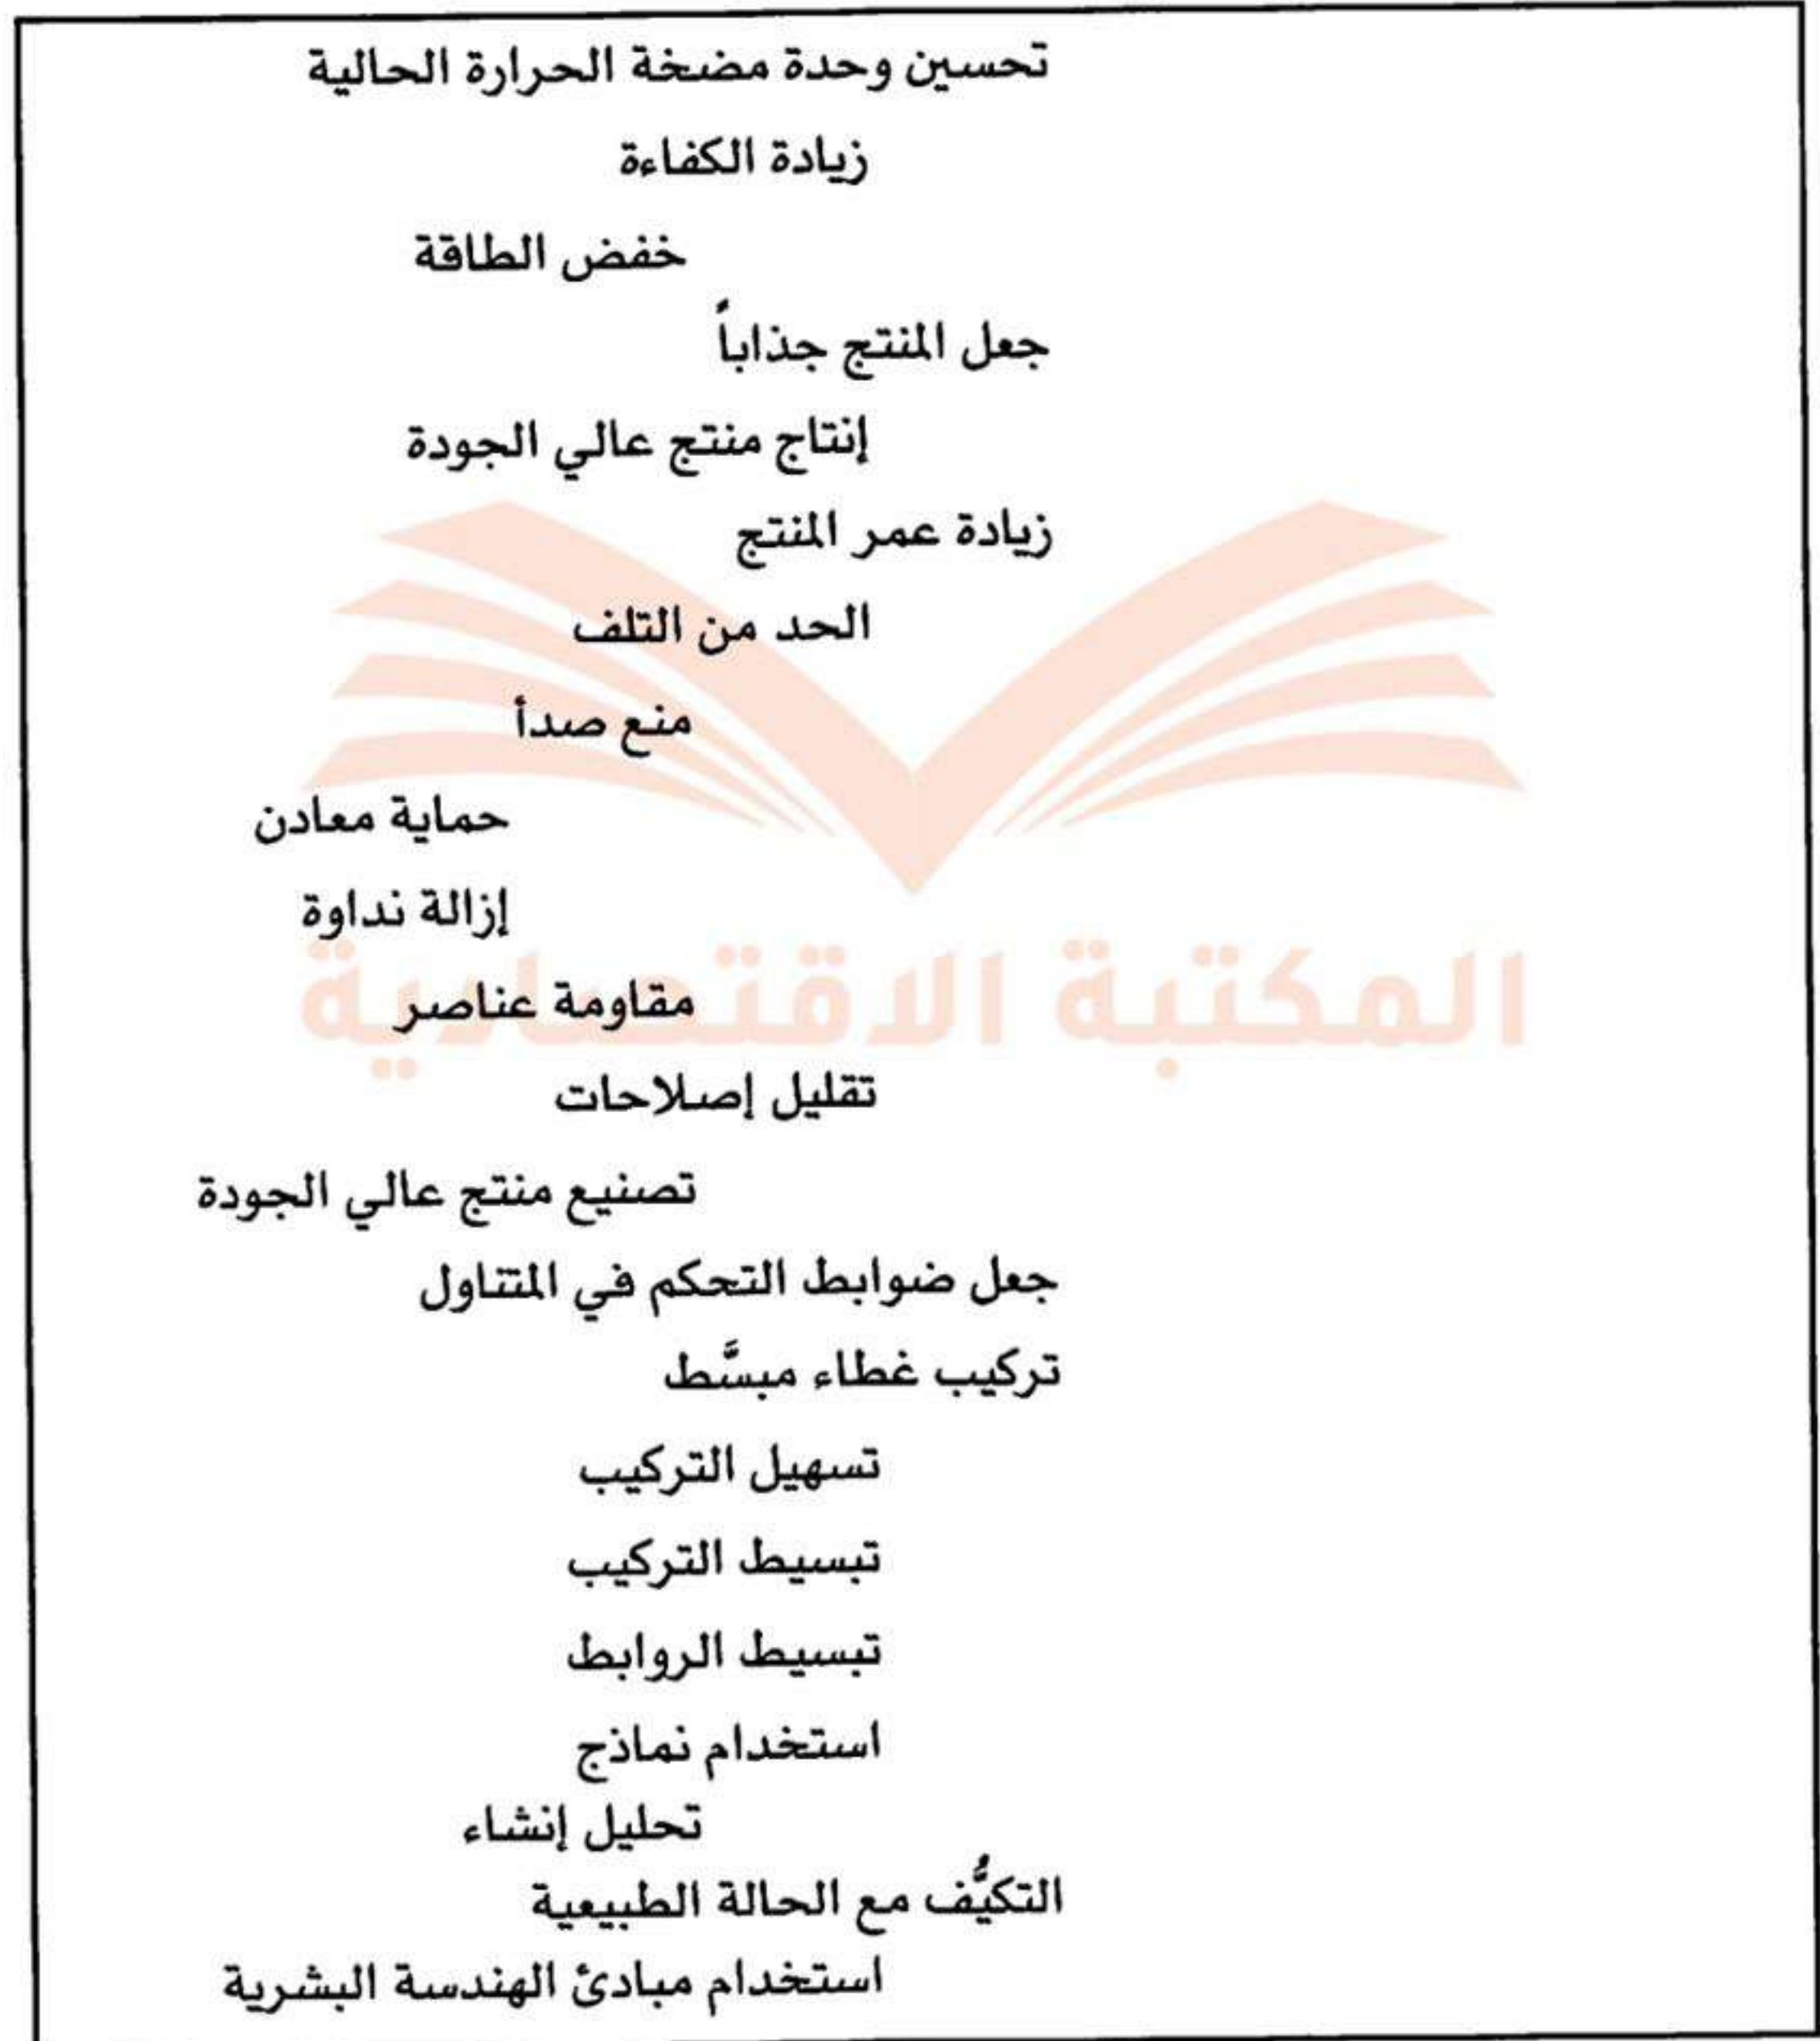 تحسين وحدة مضخة الحرارة الحالية
زيادة الكفاءة
خفض الطاقة
جعل المنتج جذاباً
إنتاج منتج عالي الجودة
زيادة عمر المنتج
الحد من التلف
منع صدأ
حماية معادن
إزالة نداوة
المكتبة الاقتصادية
مقاومة عناصر
تقليل إصلاحات
تصنيع منتج عالي الجودة
جعل ضوابط التحكم في المتناول
تركيب غطاء مبسَّط
تسهيل التركيب
تبسيط التركيب
تبسيط الروابط
استخدام نماذج
تحليل إنشاء
التكيُّف مع الحالة الطبيعية
استخدام مبادئ الهندسة البشرية